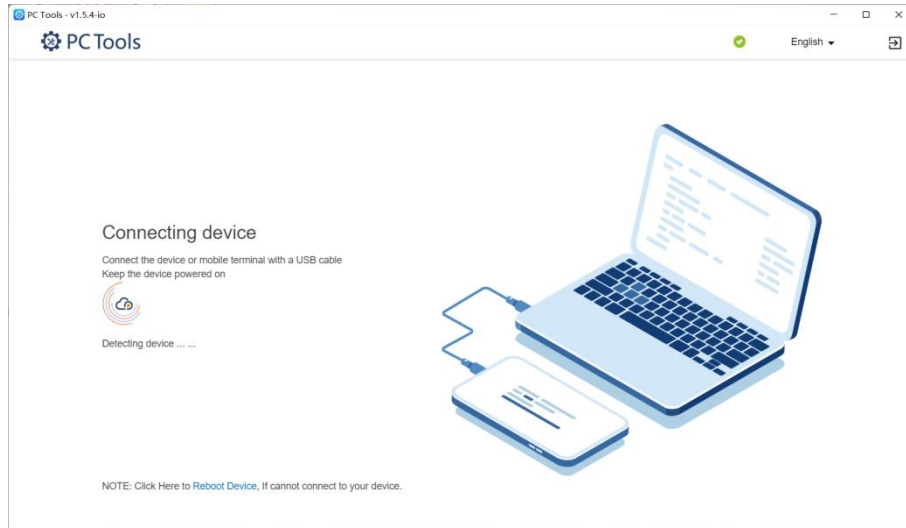 PC Tools - v1.5.4-io
PC Tools
English
Connecting device
Connect the device or mobile terminal with a USB cable
Keep the device powered on
Detecting device ... ...
NOTE: Click Here to Reboot Device, If cannot connect to your device.